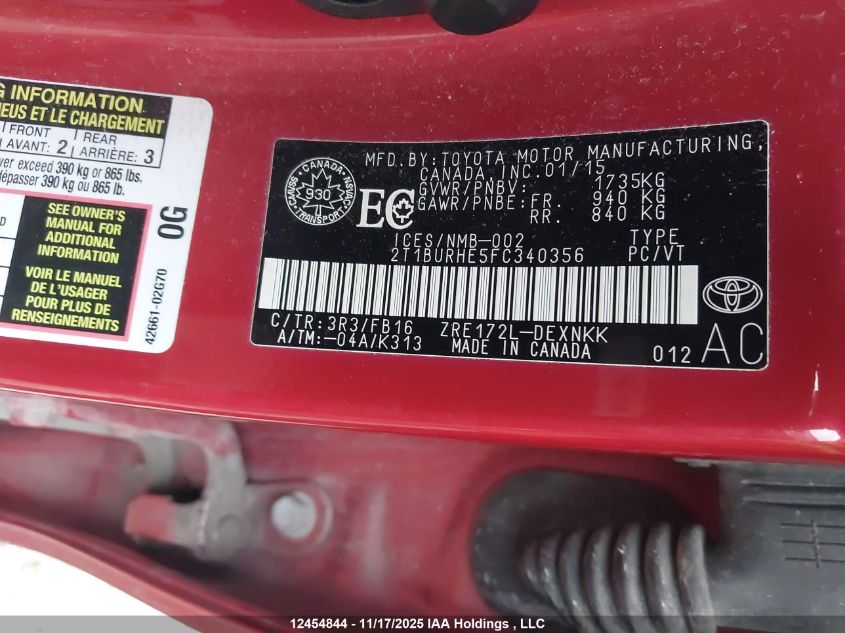 G INFORMATION
NEUS ET LE CHARGEMENT
FRONT REAR
AVANT: 2 ARRIÈRE: 3
ver exceed 390 kg or 865 lbs.
dépasser 390 kg ou 865 lb.
SEE OWNER'S
MANUAL FOR
ADDITIONAL
INFORMATION
VOIR LE MANUEL
DE L'USAGER
POUR PLUS DE
RENSEIGNEMENTS
0G
42661-02G70
MFD. BY: TOYOTA MOTOR MANUFACTURING,
CANADA, INC. 01/15
GVWR/PNBV: 1735KG
GAWR/PNBE: FR. 940 KG
RR. 840 KG
CANADA
930
TRANSPORT
CMVSS
NSVAC
EC
ICES/NMB-002 TYPE
2T1BURHE5FC340356 PC/VT
C/TR: 3R3/FB16 ZRE172L-DEXNKK
A/TM: -04A/K313 MADE IN CANADA
012 AC
12454844 - 11/17/2025 IAA Holdings , LLC